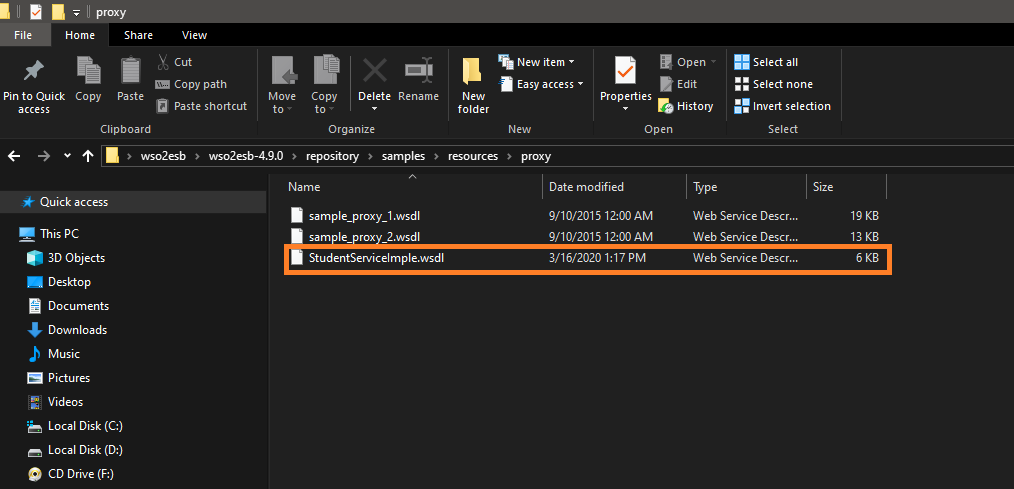 proxy
File Home Share View
Pin to Quick access
Copy
Paste
Cut
Copy path
Paste shortcut
Clipboard
Move to
Copy to
Delete
Rename
Organize
New folder
New item
Easy access
New
Properties
Open
Edit
History
Open
Select all
Select none
Invert selection
Select
wso2esb > wso2esb-4.9.0 > repository > samples > resources > proxy
Name Date modified Type Size
sample_proxy_1.wsdl 9/10/2015 12:00 AM Web Service Descr... 19 KB
sample_proxy_2.wsdl 9/10/2015 12:00 AM Web Service Descr... 13 KB
StudentServiceImple.wsdl 3/16/2020 1:17 PM Web Service Descr... 6 KB
Quick access
This PC
3D Objects
Desktop
Documents
Downloads
Music
Pictures
Videos
Local Disk (C:)
Local Disk (D:)
CD Drive (F:)